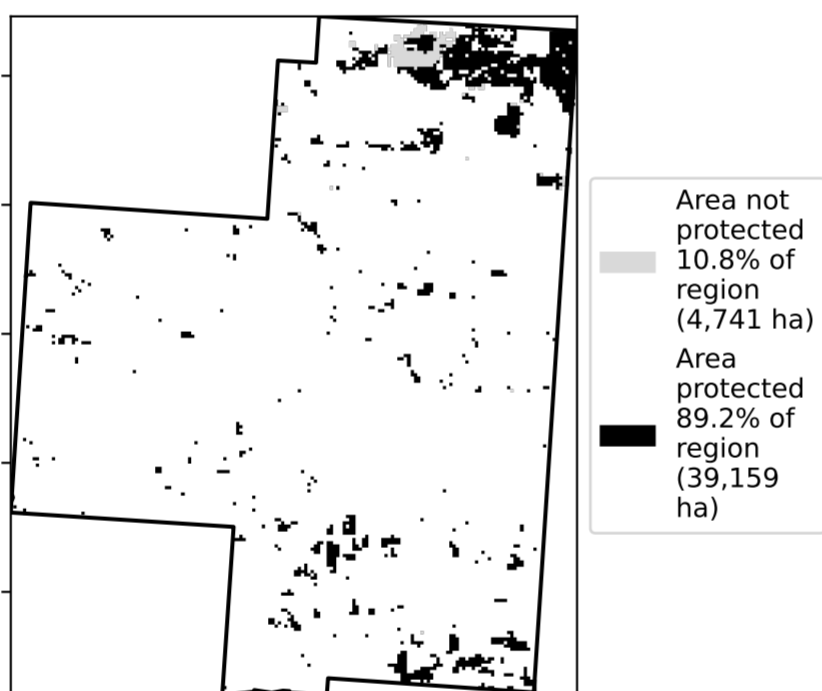 Area not
protected
10.8% of
region
(4,741 ha)
Area
protected
89.2% of
region
(39,159
ha)